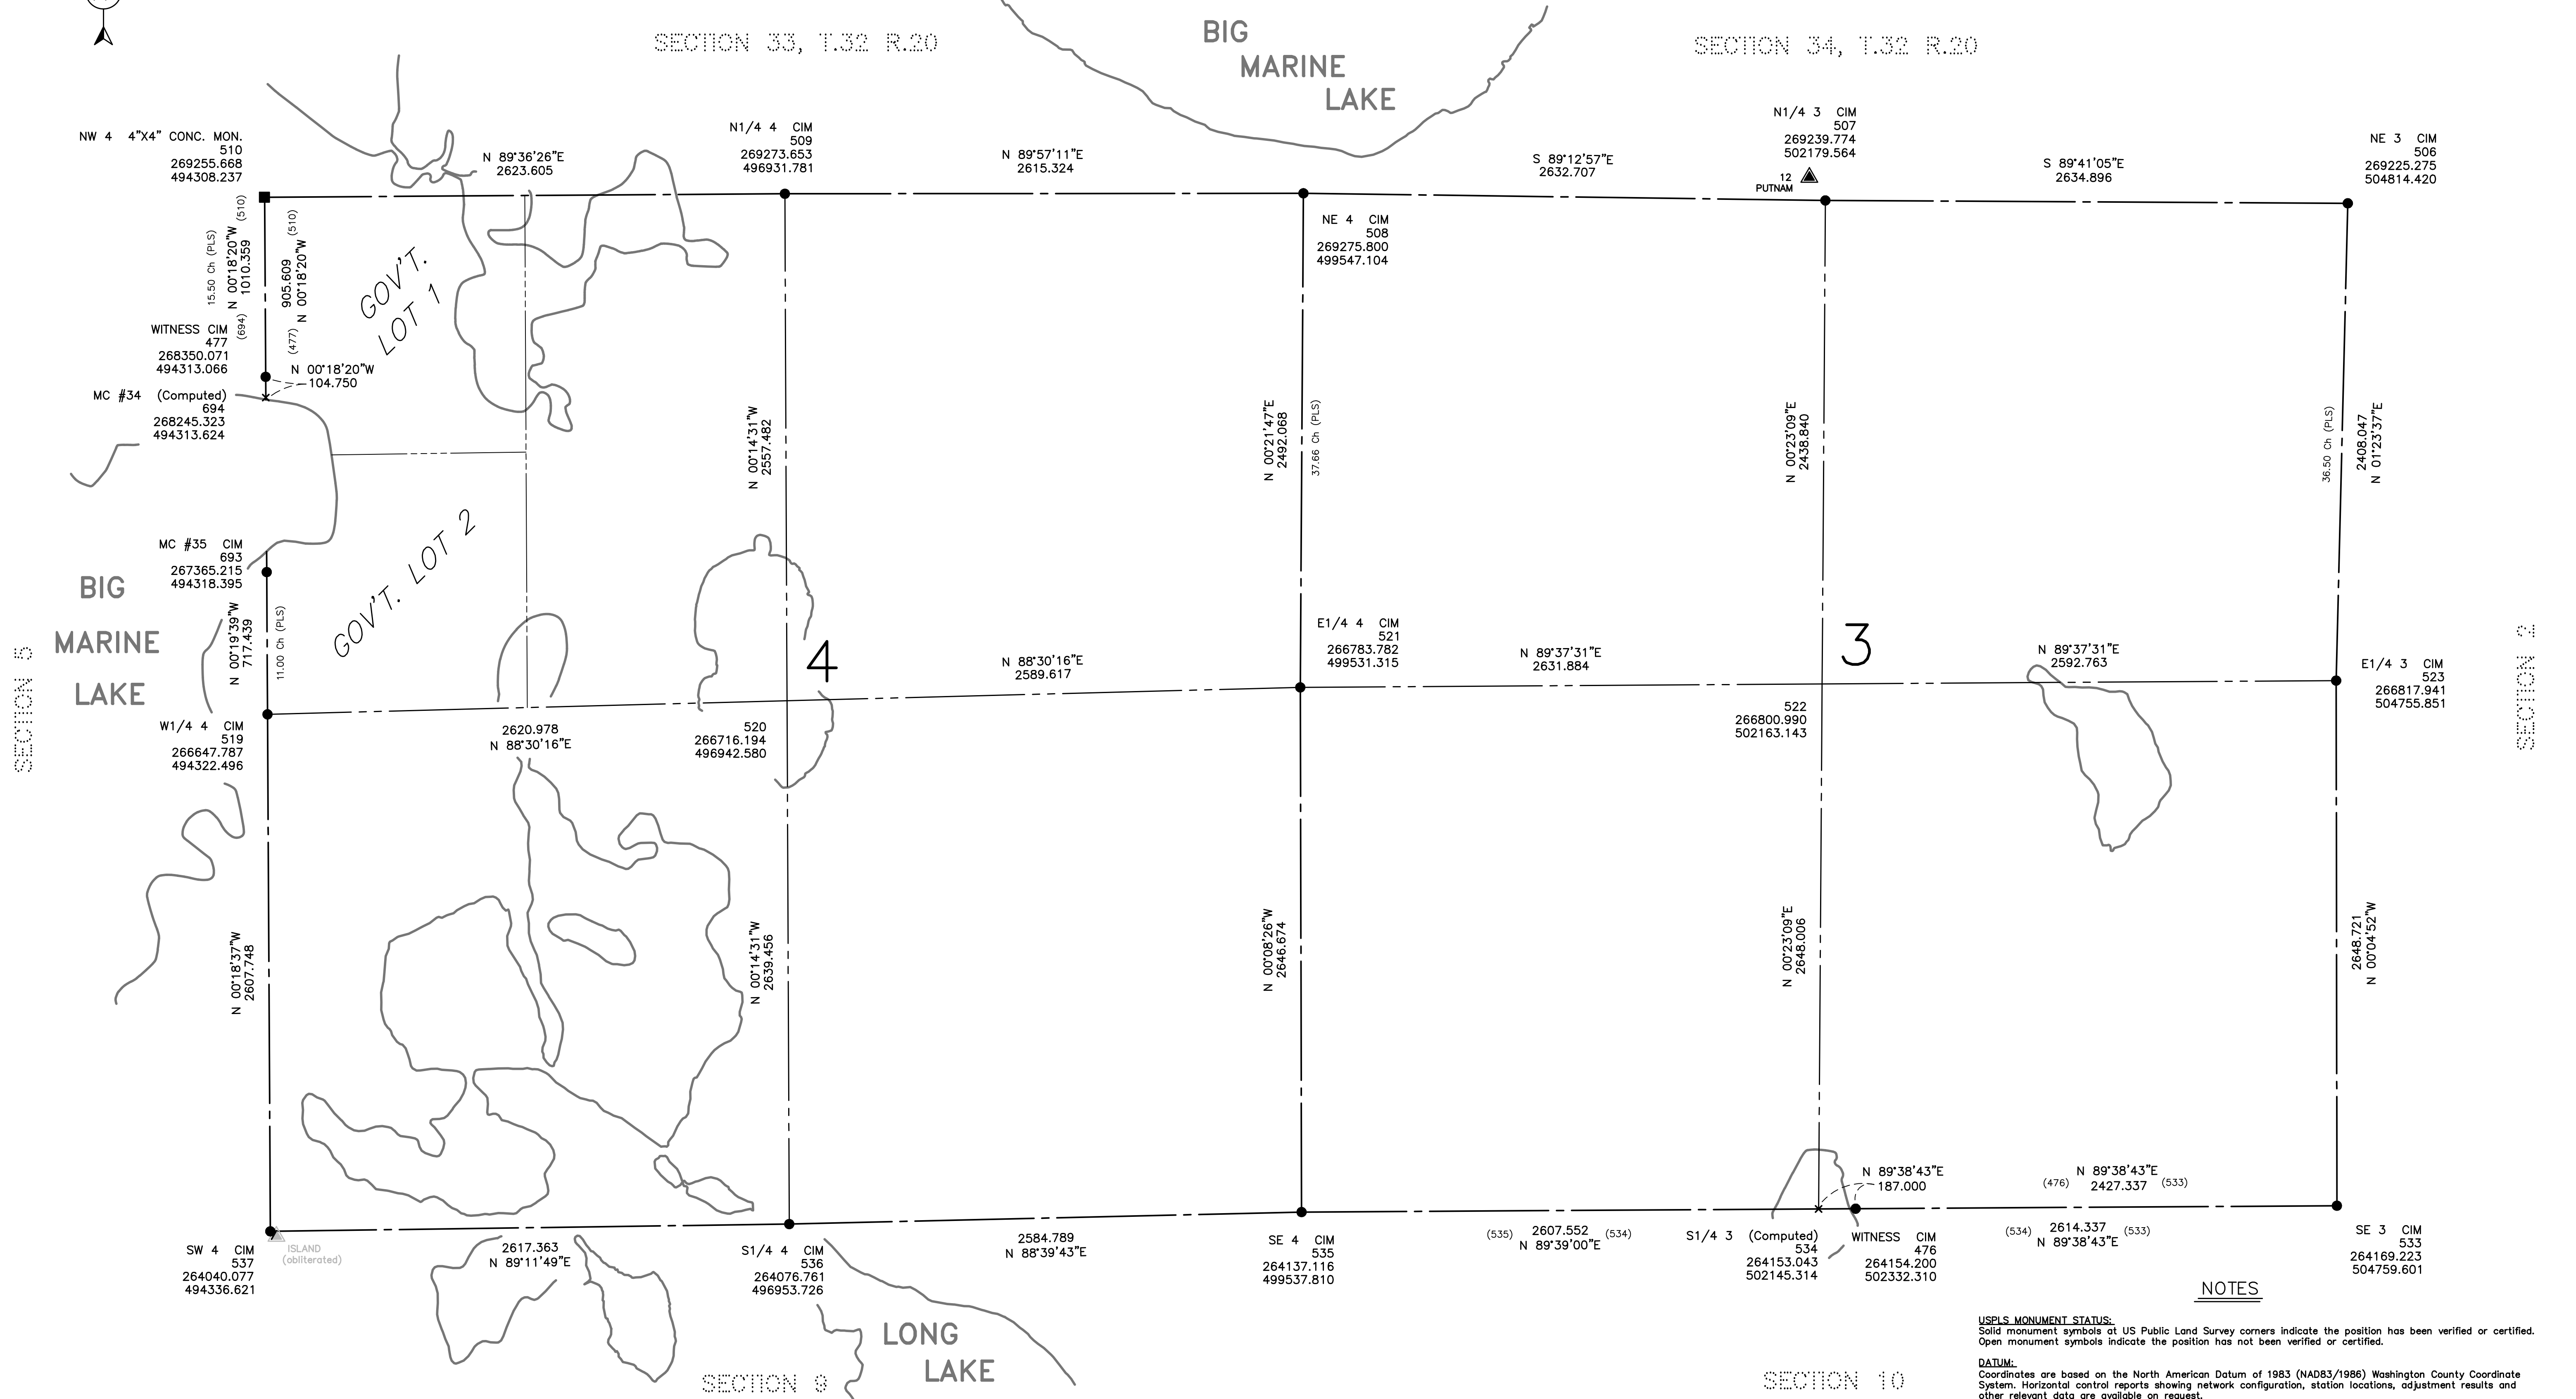 SECTION 33, T.32 R.20
BIG
MARINE
LAKE
SECTION 34, T.32 R.20
NW 4 4"X4" CONC. MON.
510
269255.668
494308.237
N 89°36'26"E
2623.605
N1/4 4 CIM
509
269273.653
496931.781
N 89°57'11"E
2615.324
S 89°12'57"E
2632.707
N1/4 3 CIM
507
269239.774
502179.564
12
PUTNAM
S 89°41'05"E
2634.896
NE 3 CIM
506
269225.275
504814.420
NE 4 CIM
508
269275.800
499547.104
15.50 Ch (PLS)
N 00°18'20"W
1010.359
(510)
(694)
905.609
N 00°18'20"W
(510)
(477)
GOV'T.
LOT 1
WITNESS CIM
477
268350.071
494313.066
N 00°18'20"W
104.750
MC #34 (Computed)
694
268245.323
494313.624
N 00°14'31"W
2557.482
N 00°21'47"E
2492.068
37.66 Ch (PLS)
N 00°23'09"E
2438.840
36.50 Ch (PLS)
2408.047
N 01°23'37"E
GOV'T. LOT 2
MC #35 CIM
693
267365.215
494318.395
BIG
MARINE
LAKE
SECTION 5
N 00°19'39"W
717.439
11.00 Ch (PLS)
4
N 88°30'16"E
2589.617
E1/4 4 CIM
521
266783.782
499531.315
N 89°37'31"E
2631.884
3
N 89°37'31"E
2592.763
E1/4 3 CIM
523
266817.941
504755.851
SECTION 2
W1/4 4 CIM
519
266647.787
494322.496
2620.978
N 88°30'16"E
520
266716.194
496942.580
522
266800.990
502163.143
N 00°18'37"W
2607.748
N 00°14'31"W
2639.456
N 00°08'26"W
2646.674
N 00°23'09"E
2648.006
2648.721
N 00°04'52"W
N 89°38'43"E
187.000
N 89°38'43"E
(476) 2427.337 (533)
SW 4 CIM
537
264040.077
494336.621
ISLAND
(obliterated)
2617.363
N 89°11'49"E
S1/4 4 CIM
536
264076.761
496953.726
2584.789
N 88°39'43"E
SE 4 CIM
535
264137.116
499537.810
(535) 2607.552 (534)
N 89°39'00"E
S1/4 3 (Computed)
534
264153.043
502145.314
WITNESS CIM
476
264154.200
502332.310
(534) 2614.337 (533)
N 89°38'43"E
SE 3 CIM
533
264169.223
504759.601
LONG
LAKE
SECTION 9
SECTION 10
NOTES
USPLS MONUMENT STATUS:
Solid monument symbols at US Public Land Survey corners indicate the position has been verified or certified.
Open monument symbols indicate the position has not been verified or certified.
DATUM:
Coordinates are based on the North American Datum of 1983 (NAD83/1986) Washington County Coordinate
System. Horizontal control reports showing network configuration, station locations, adjustment results and
other relevant data are available on request.